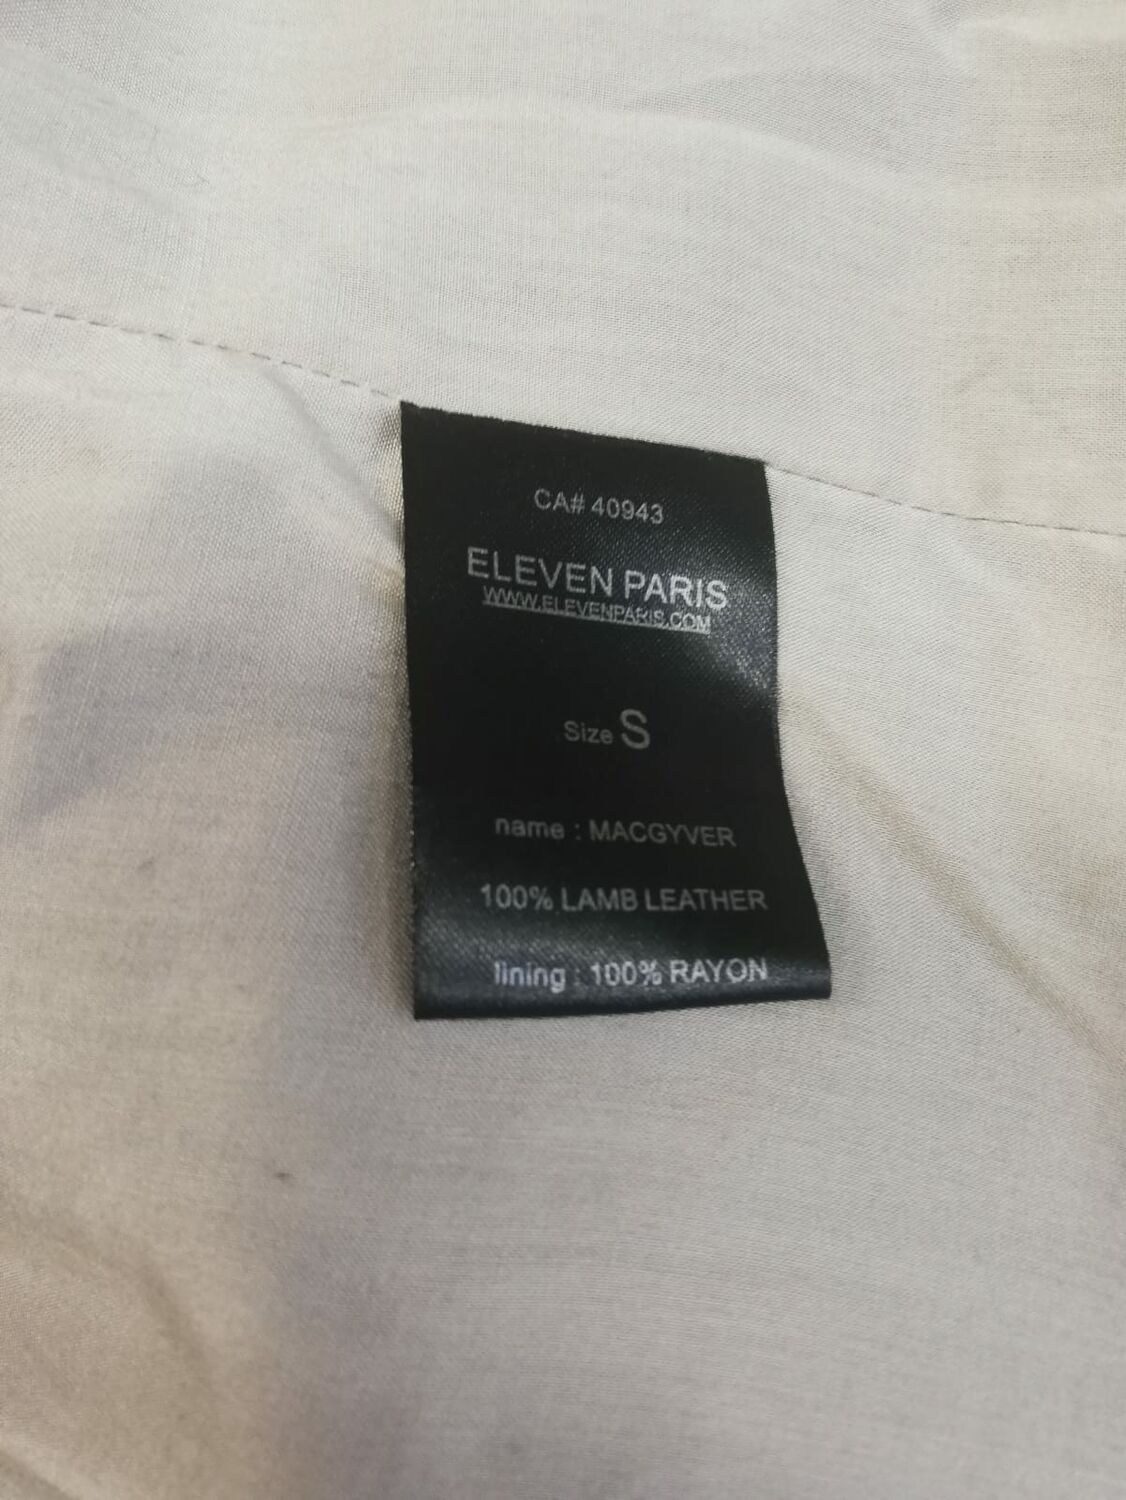 CA# 40943
ELEVEN PARIS
WWW.ELEVENPARIS.COM
Size S
name : MACGYVER
100% LAMB LEATHER
lining : 100% RAYON